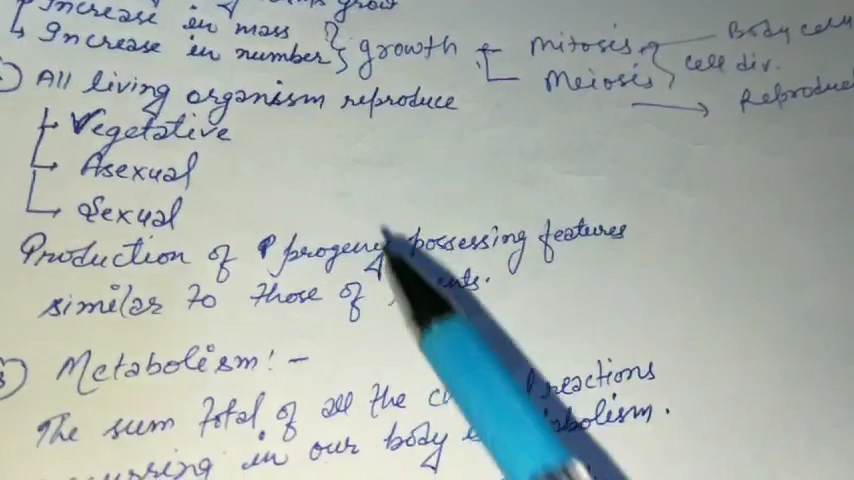 Increase in mass
Increase in number } growth
Mitosis
Meiosis
Body cell
cell div.
All living organism reproduce
Vegetative
Asexual
Sexual
Production of progeny possessing features
similar to those of
Metabolism:-
The sum total of all the reactions
in our body